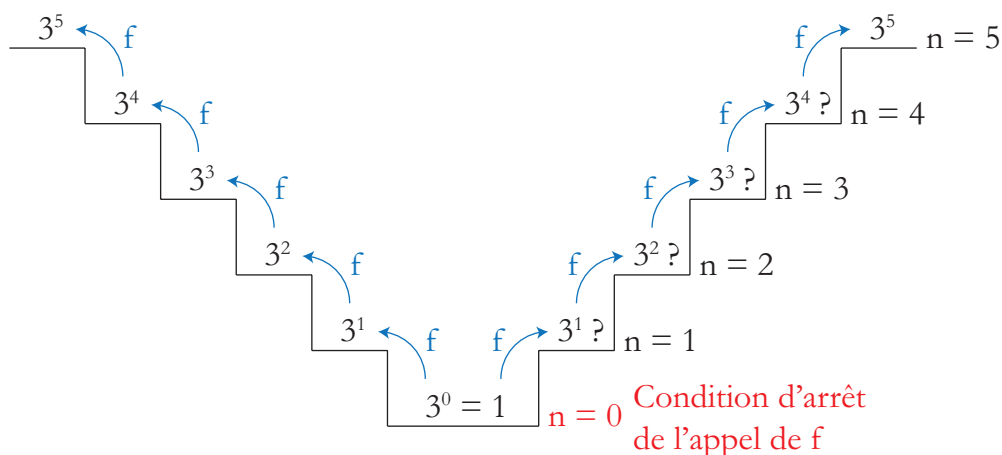 3⁵ f f 3⁵ n = 5
3⁴ f f 3⁴ ? n = 4
3³ f f 3³ ? n = 3
3² f f 3² ? n = 2
3¹ f f 3¹ ? n = 1
3⁰ = 1 n = 0 Condition d'arrêt
de l'appel de f